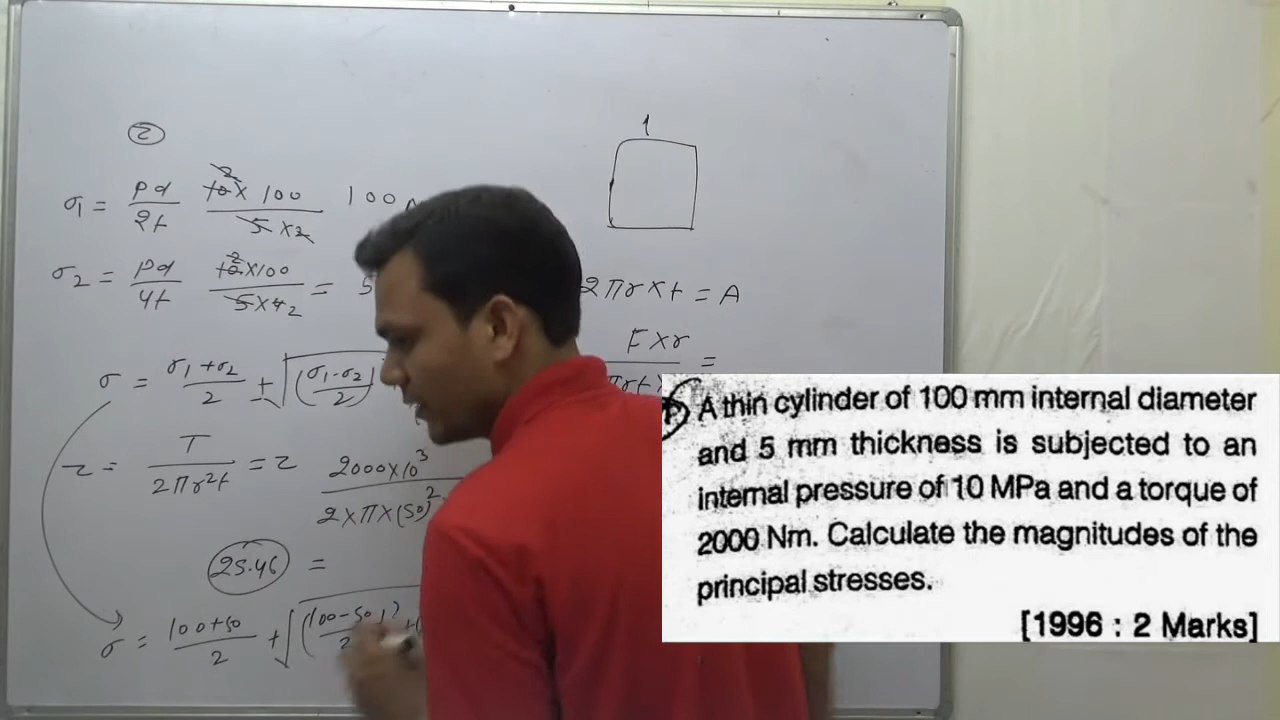 2
σ1 = pd/2t 10×100/5×2 100
σ2 = pd/4t 10×100/5×4 2 = 5
σ = σ1+σ2/2 ± √(σ1-σ2/2)
τ = T/2πr²t = τ 2000×10³/2×π×(50)²
25.46 =
σ = 100+50/2 + √(100-50/2)
1
2πr×t = A
F×r =
A thin cylinder of 100 mm internal diameter
and 5 mm thickness is subjected to an
internal pressure of 10 MPa and a torque of
2000 Nm. Calculate the magnitudes of the
principal stresses.
[1996 : 2 Marks]